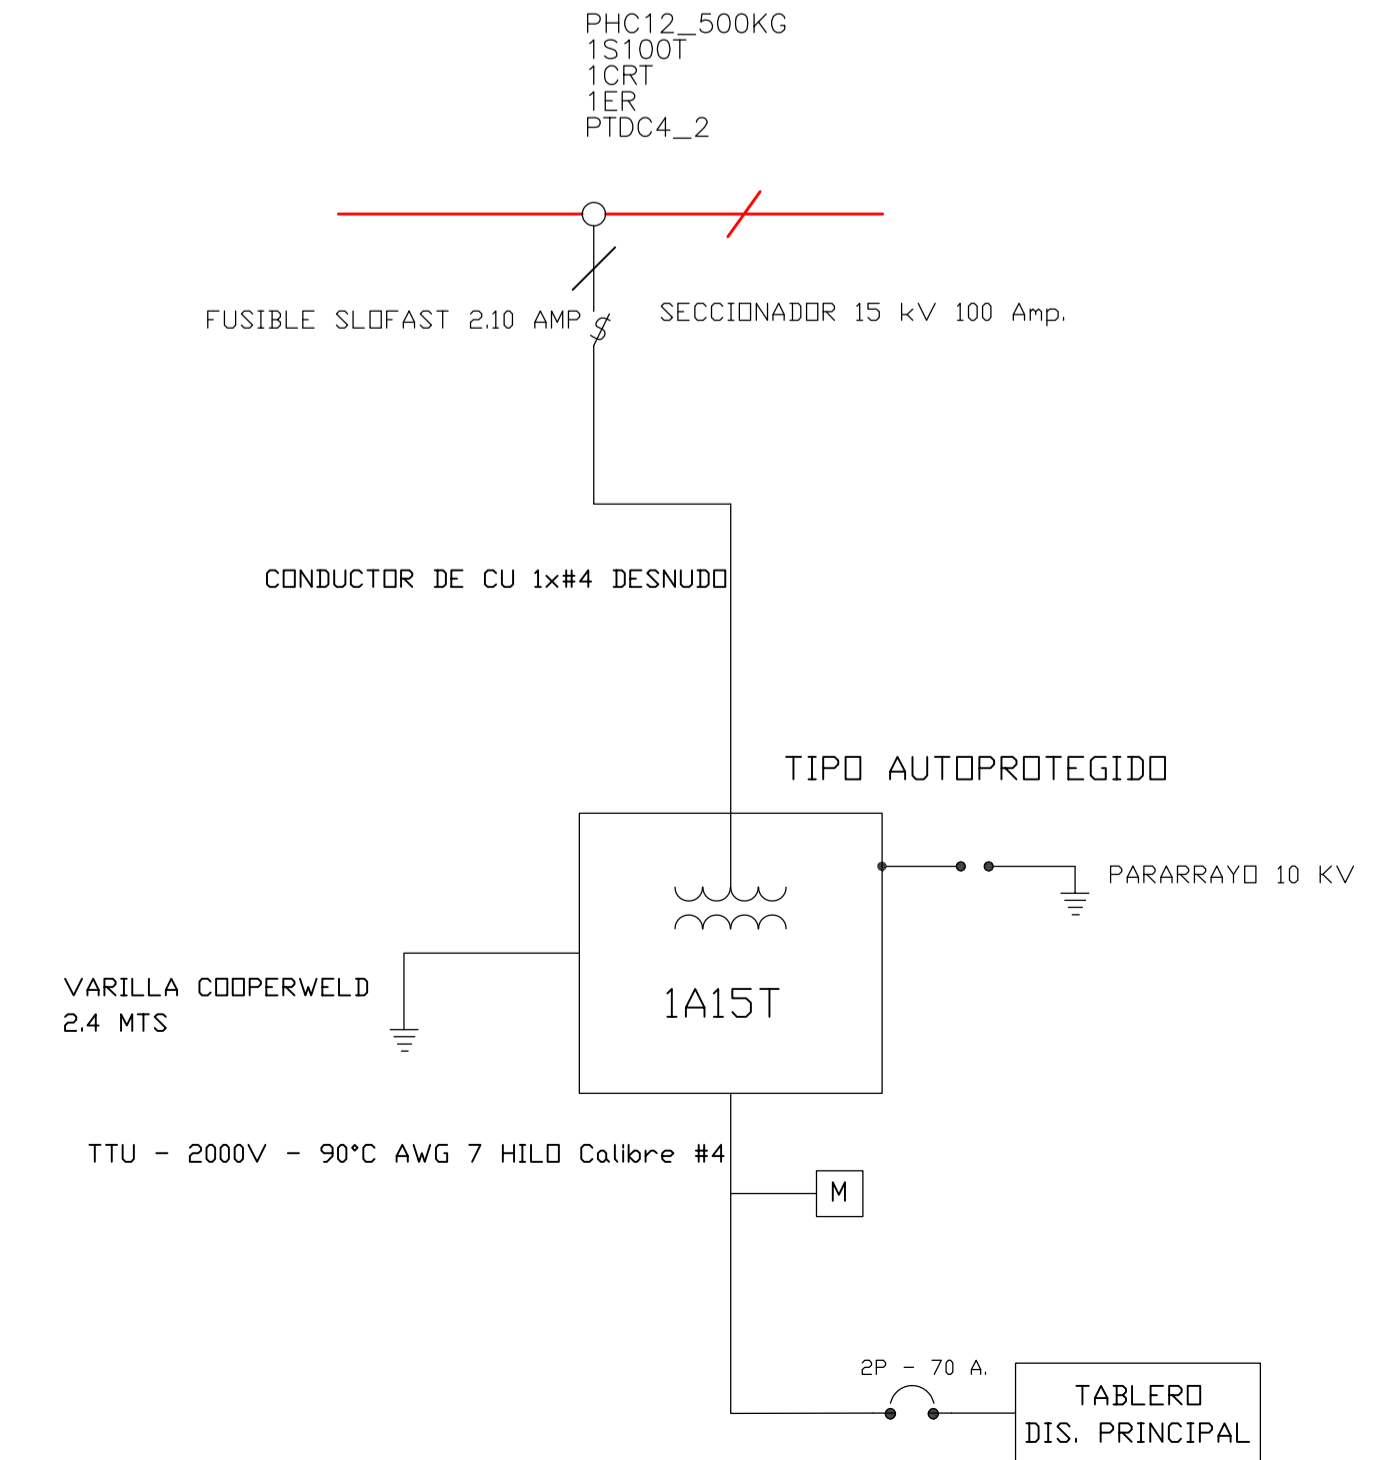 PHC12_500KG
1S100T
1CRT
1ER
PTDC4_2
FUSIBLE SLOFAST 2.10 AMP
SECCIONADOR 15 kV 100 Amp.
CONDUCTOR DE CU 1x#4 DESNUDO
TIPO AUTOPROTEGIDO
PARARRAYO 10 KV
VARILLA COOPERWELD
2.4 MTS
1A15T
TTU - 2000V - 90°C AWG 7 HILO Calibre #4
M
2P - 70 A.
TABLERO
DIS. PRINCIPAL